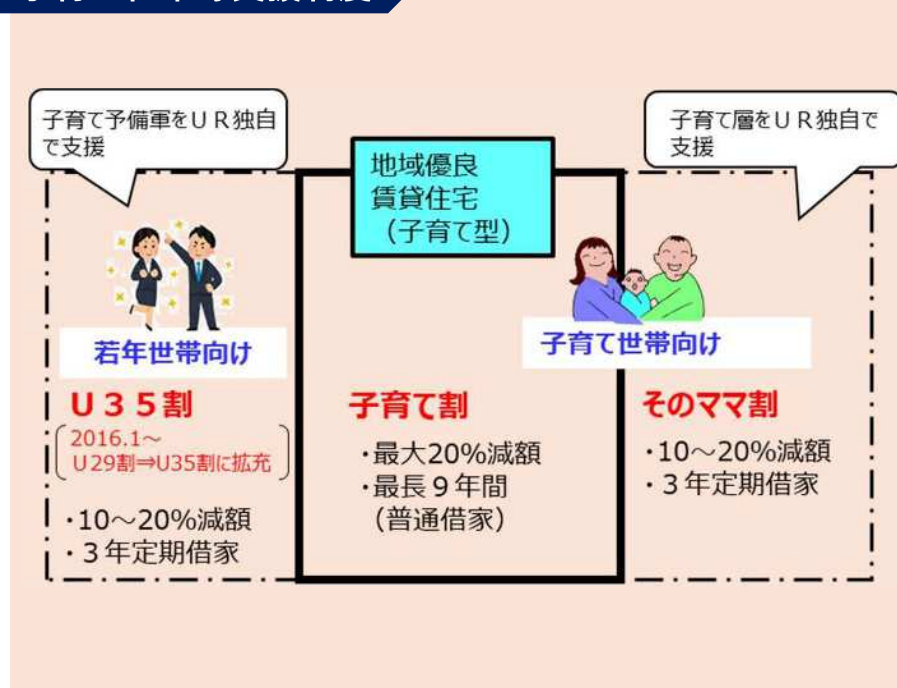 子育て予備軍をＵＲ独自
で支援
子育て層をＵＲ独自で
支援
地域優良
賃貸住宅
（子育て型）
若年世帯向け
子育て世帯向け
Ｕ３５割
2016.1～
Ｕ29割⇒U35割に拡充
・10～20%減額
・３年定期借家
子育て割
・最大20%減額
・最長９年間
（普通借家）
そのママ割
・10～20%減額
・３年定期借家